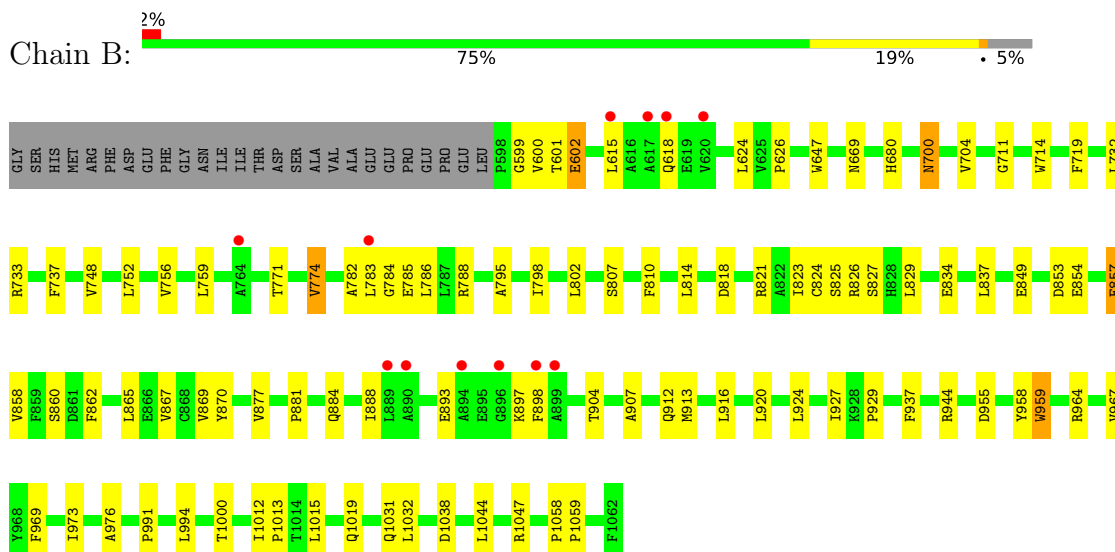 2%
Chain B:
75% 19% • 5%
GLY SER HIS MET ARG PHE ASP GLU PHE GLY ASN ILE ILE THR ASP SER ALA VAL ALA GLU GLU PRO GLU PRO GLU LEU P598 G599 V600 T601 E602 L615 A616 A617 Q618 E619 V620 L624 V625 P626 W647 N669 H680 N700 V704 G711 W714 F719 L732
R733 F737 V748 L752 V756 L759 A764 T771 V774 A782 L783 G784 E785 L786 L787 R788 A795 I798 L802 S807 F810 L814 D818 R821 A822 I823 C824 S825 R826 S827 H828 L829 E834 L837 E849 D853 E854
V858 F859 S860 D861 F862 L865 E866 V867 C868 V869 Y870 V877 P881 Q884 I888 L889 A890 E893 A894 E895 G896 K897 F898 A899 T904 A907 Q912 M913 L916 L920 L924 I927 K928 P929 F937 R944 D955 Y958 W959 R964
Y968 F969 I973 A976 P991 L994 T1000 I1012 P1013 T1014 L1015 Q1019 Q1031 L1032 D1038 L1044 R1047 P1058 P1059 F1062